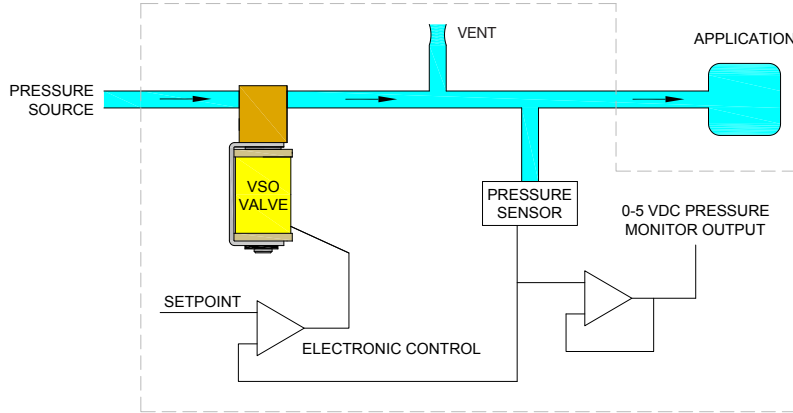 VENT
APPLICATION
PRESSURE
SOURCE
VSO
VALVE
PRESSURE
SENSOR
0-5 VDC PRESSURE
MONITOR OUTPUT
SETPOINT
ELECTRONIC CONTROL